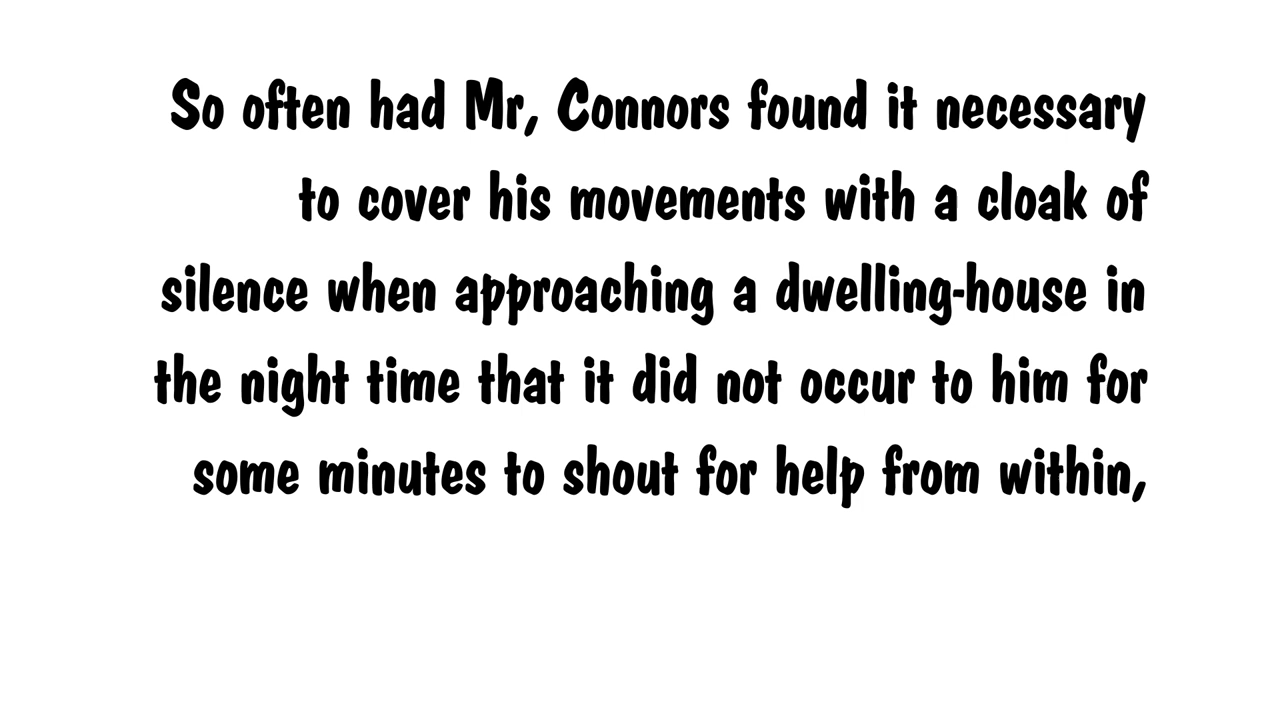 So often had Mr, Connors found it necessary
to cover his movements with a cloak of
silence when approaching a dwelling-house in
the night time that it did not occur to him for
some minutes to shout for help from within,